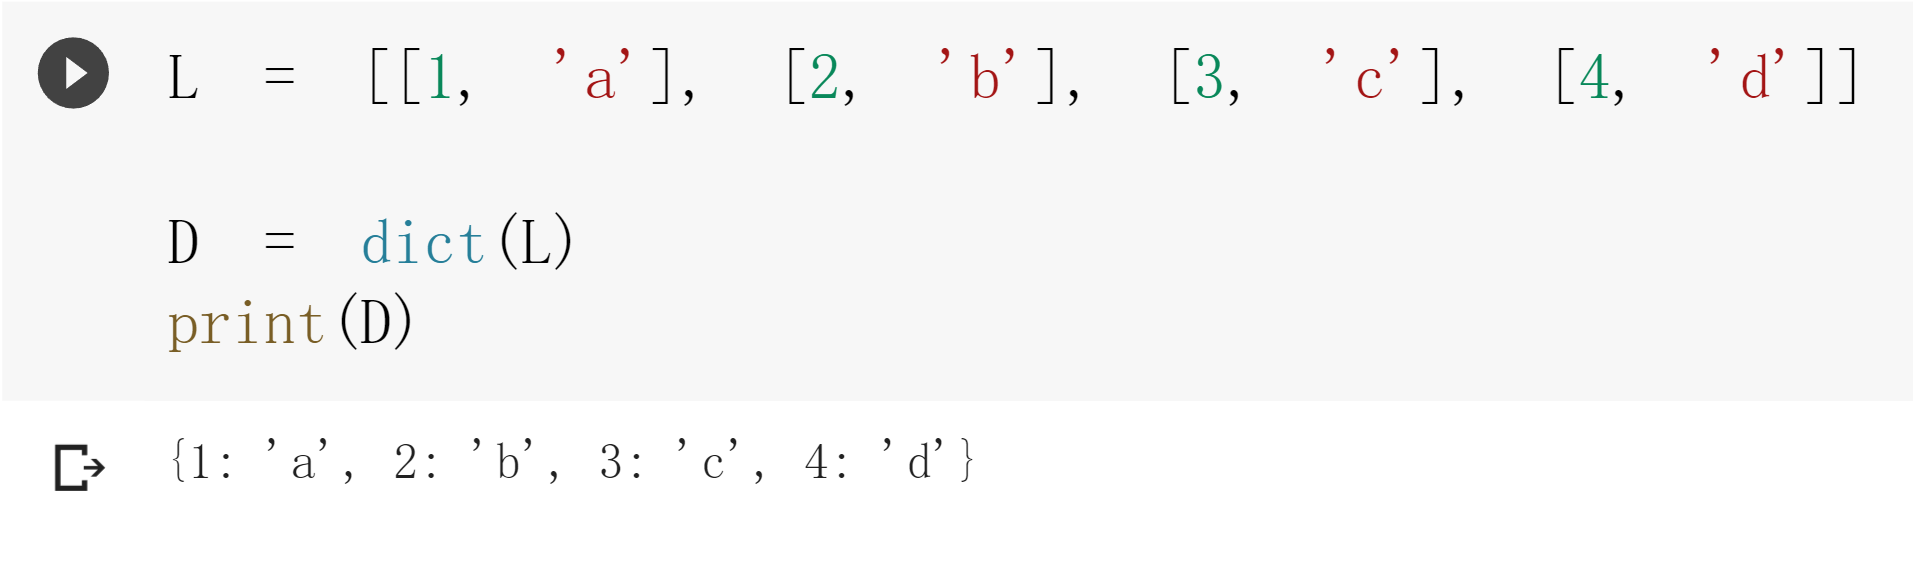 L = [[1, 'a'], [2, 'b'], [3, 'c'], [4, 'd']]
D = dict(L)
print(D)
{1: 'a', 2: 'b', 3: 'c', 4: 'd'}